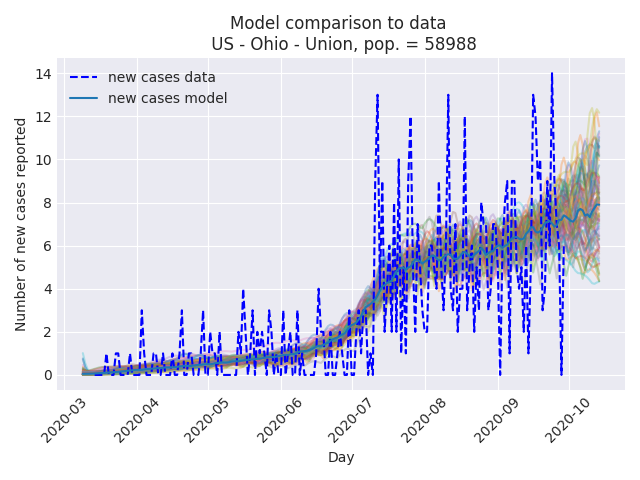 Model comparison to data
US - Ohio - Union, pop. = 58988
new cases data
new cases model
Number of new cases reported
14
12
10
8
6
4
2
0
2020-03
2020-04
2020-05
2020-06
2020-07
2020-08
2020-09
2020-10
Day